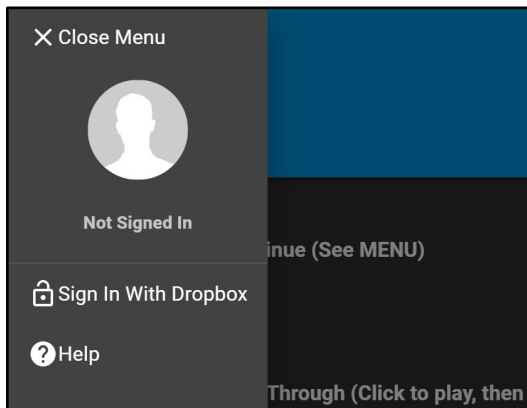 Close Menu
Not Signed In
inue (See MENU)
Sign In With Dropbox
Help
Through (Click to play, then